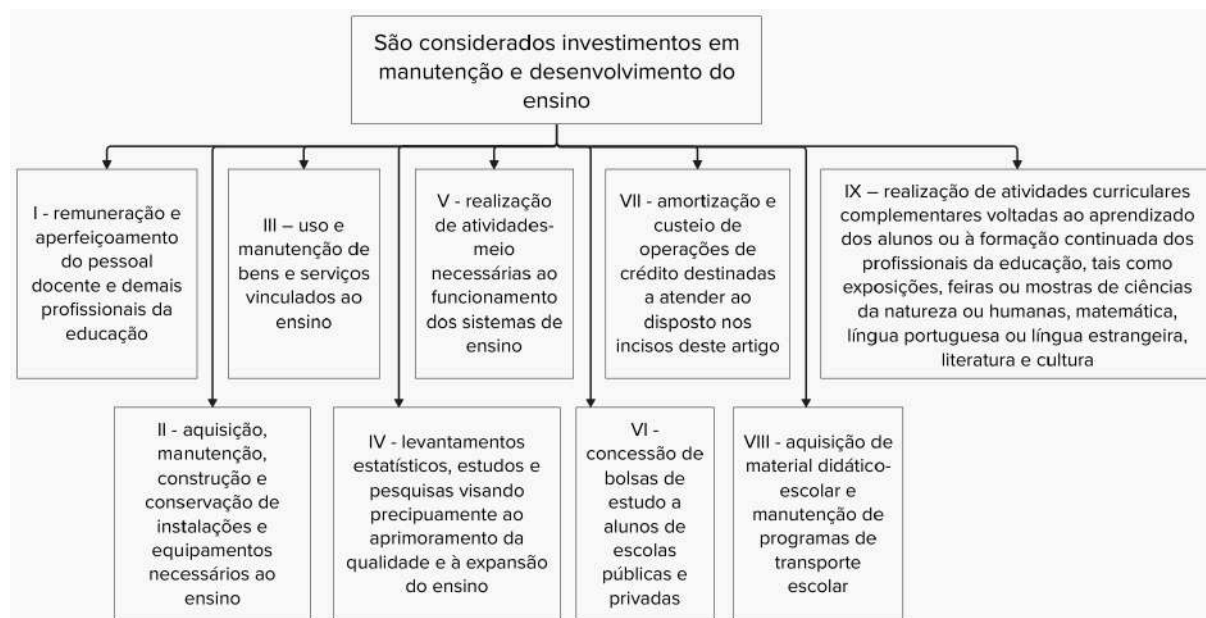 São considerados investimentos em
manutenção e desenvolvimento do
ensino
I - remuneração e
aperfeiçoamento
do pessoal
docente e demais
profissionais da
educação
III – uso e
manutenção de
bens e serviços
vinculados ao
ensino
V - realização
de atividades-
meio
necessárias ao
funcionamento
dos sistemas de
ensino
VII - amortização e
custeio de
operações de
crédito destinadas
a atender ao
disposto nos
incisos deste artigo
IX – realização de atividades curriculares
complementares voltadas ao aprendizado
dos alunos ou à formação continuada dos
profissionais da educação, tais como
exposições, feiras ou mostras de ciências
da natureza ou humanas, matemática,
língua portuguesa ou língua estrangeira,
literatura e cultura
II - aquisição,
manutenção,
construção e
conservação de
instalações e
equipamentos
necessários ao
ensino
IV - levantamentos
estatísticos, estudos e
pesquisas visando
precipuamente ao
aprimoramento da
qualidade e à expansão
do ensino
VI -
concessão de
bolsas de
estudo a
alunos de
escolas
públicas e
privadas
VIII - aquisição de
material didático-
escolar e
manutenção de
programas de
transporte
escolar